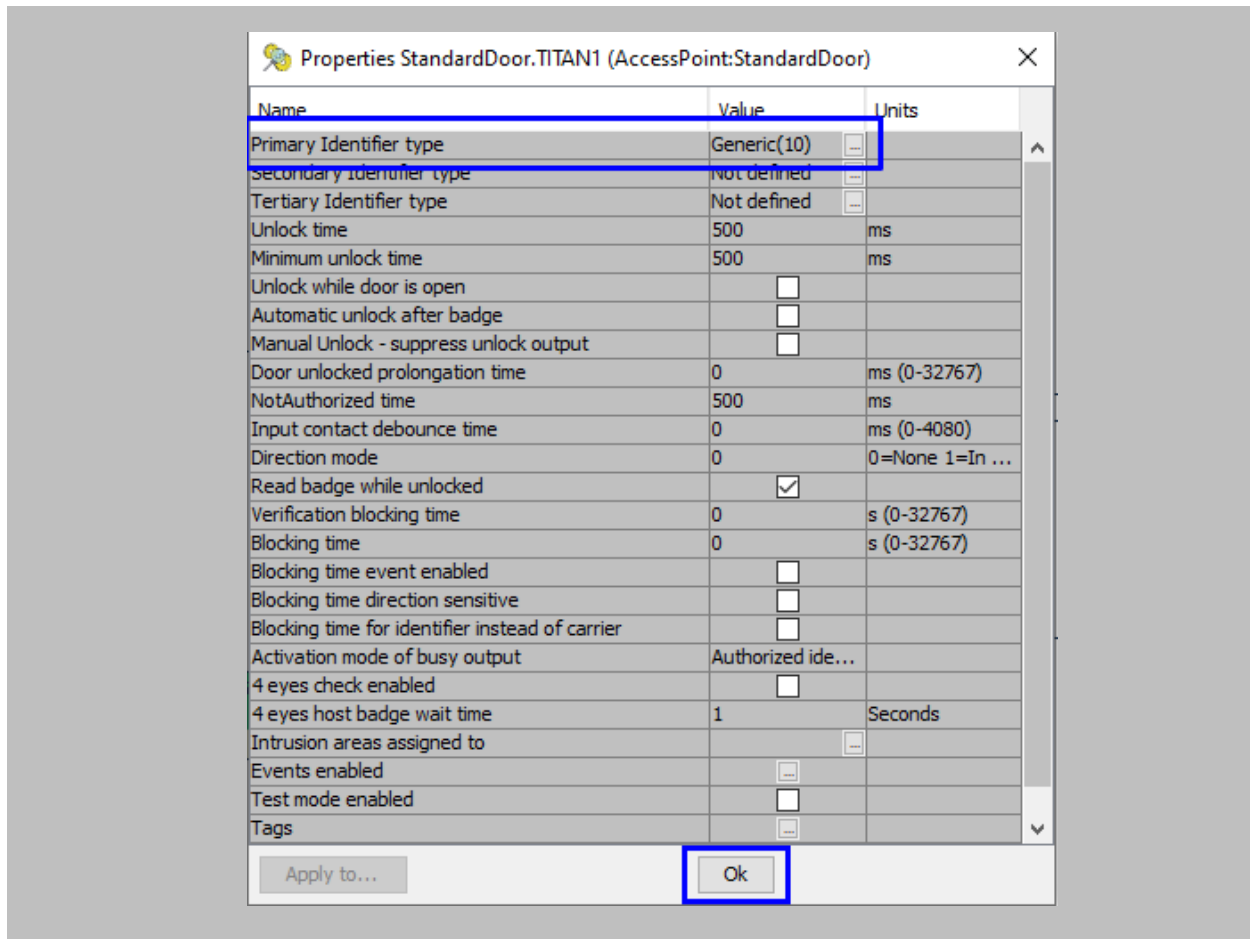 Properties StandardDoor.TITAN1 (AccessPoint:StandardDoor)
Name Value Units
Primary Identifier type Generic(10) ...
Secondary Identifier type Not defined ...
Tertiary Identifier type Not defined ...
Unlock time 500 ms
Minimum unlock time 500 ms
Unlock while door is open
Automatic unlock after badge
Manual Unlock - suppress unlock output
Door unlocked prolongation time 0 ms (0-32767)
NotAuthorized time 500 ms
Input contact debounce time 0 ms (0-4080)
Direction mode 0 0=None 1=In ...
Read badge while unlocked
Verification blocking time 0 s (0-32767)
Blocking time 0 s (0-32767)
Blocking time event enabled
Blocking time direction sensitive
Blocking time for identifier instead of carrier
Activation mode of busy output Authorized ide...
4 eyes check enabled
4 eyes host badge wait time 1 Seconds
Intrusion areas assigned to ...
Events enabled ...
Test mode enabled
Tags ...
Apply to... Ok